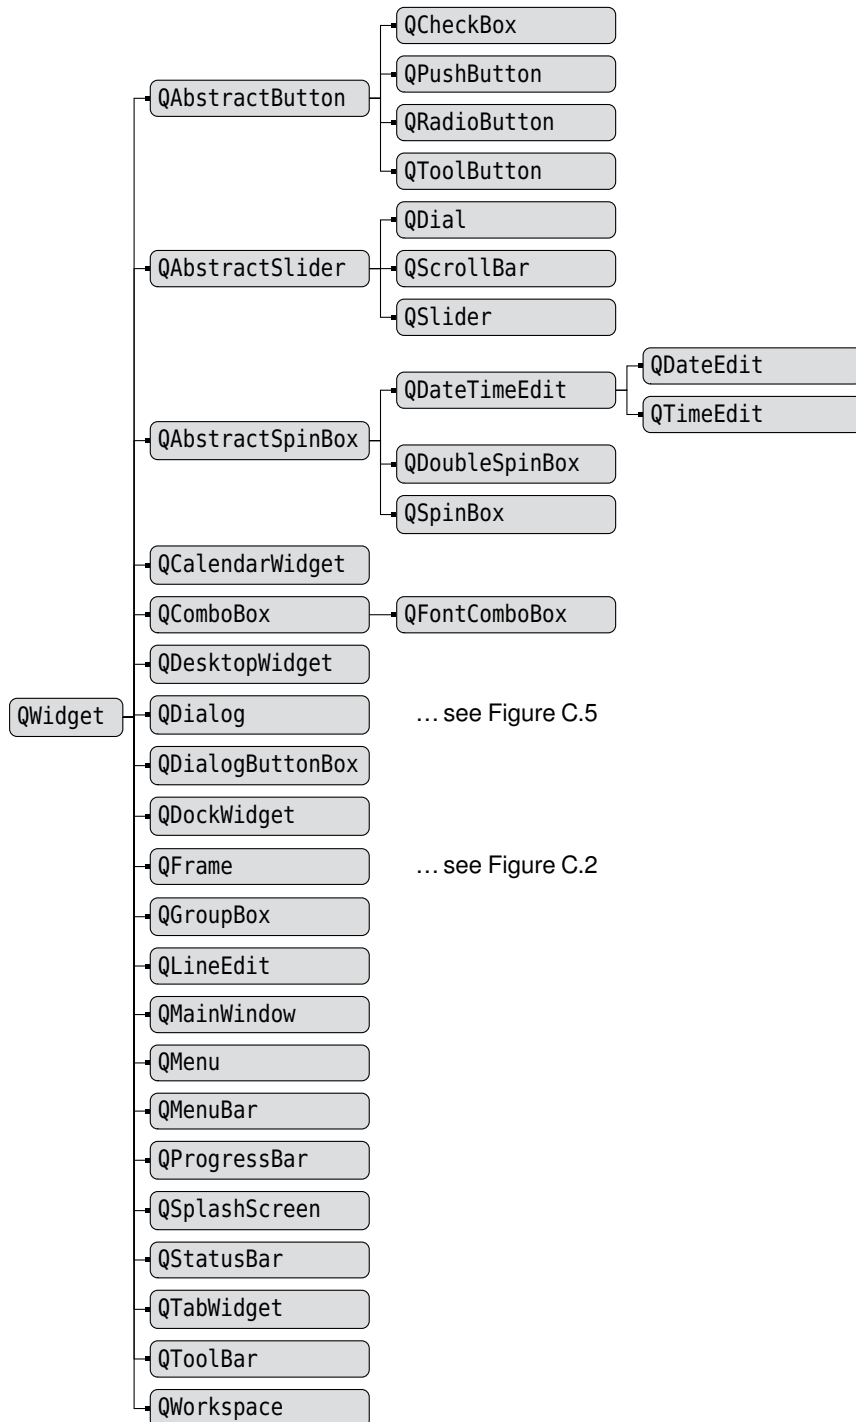 QCheckBox
QPushButton
QAbstractButton
QRadioButton
QToolButton
QDial
QAbstractSlider
QScrollBar
QSlider
QDateEdit
QDateTimeEdit
QTimeEdit
QAbstractSpinBox
QDoubleSpinBox
QSpinBox
QCalendarWidget
QComboBox
QFontComboBox
QDesktopWidget
QWidget
QDialog
… see Figure C.5
QDialogButtonBox
QDockWidget
QFrame
… see Figure C.2
QGroupBox
QLineEdit
QMainWindow
QMenu
QMenuBar
QProgressBar
QSplashScreen
QStatusBar
QTabWidget
QToolBar
QWorkspace